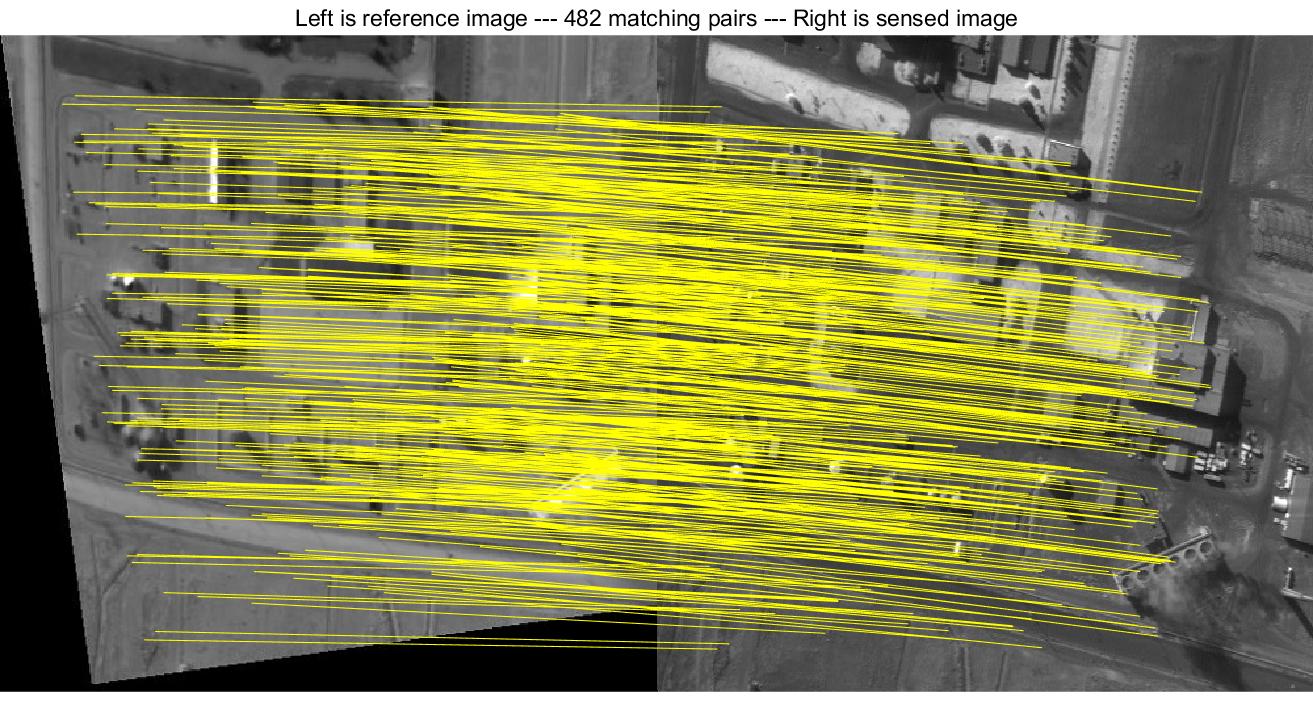 Left is reference image --- 482 matching pairs --- Right is sensed image